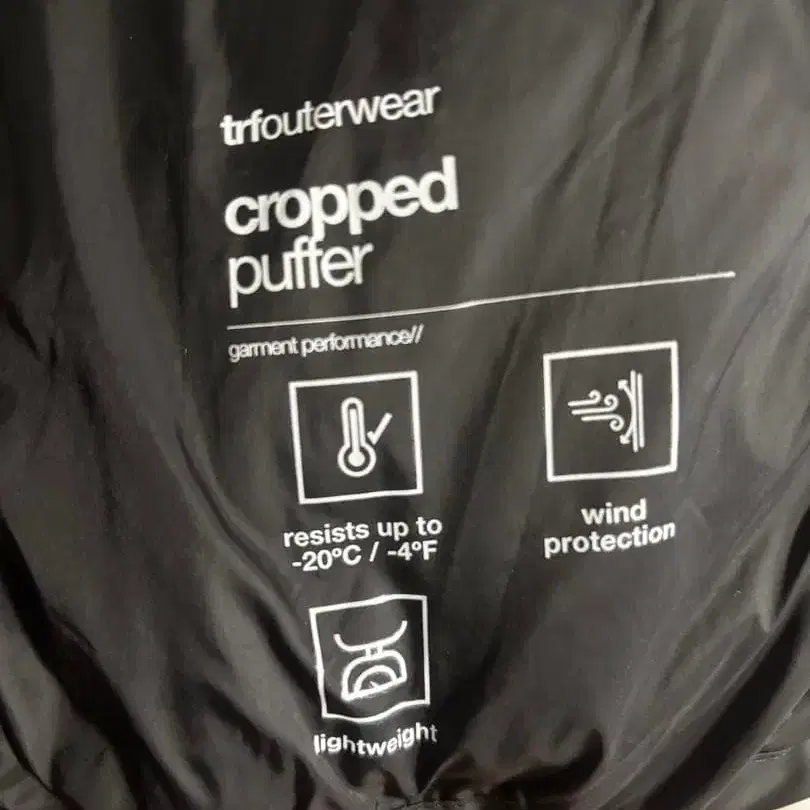 trfouterwear
cropped
puffer
garment performance//
resists up to
-20ºC / -4ºF
wind
protection
lightweight